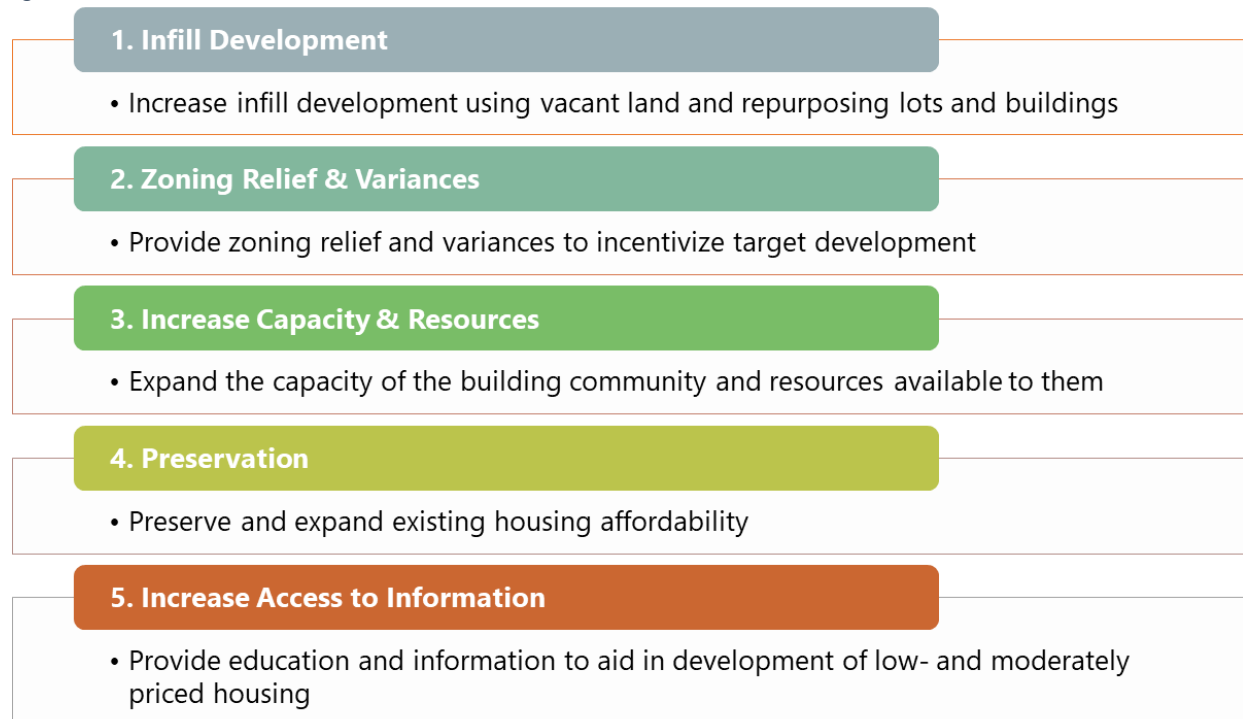 1. Infill Development
• Increase infill development using vacant land and repurposing lots and buildings
2. Zoning Relief & Variances
• Provide zoning relief and variances to incentivize target development
3. Increase Capacity & Resources
• Expand the capacity of the building community and resources available to them
4. Preservation
• Preserve and expand existing housing affordability
5. Increase Access to Information
• Provide education and information to aid in development of low- and moderately
priced housing